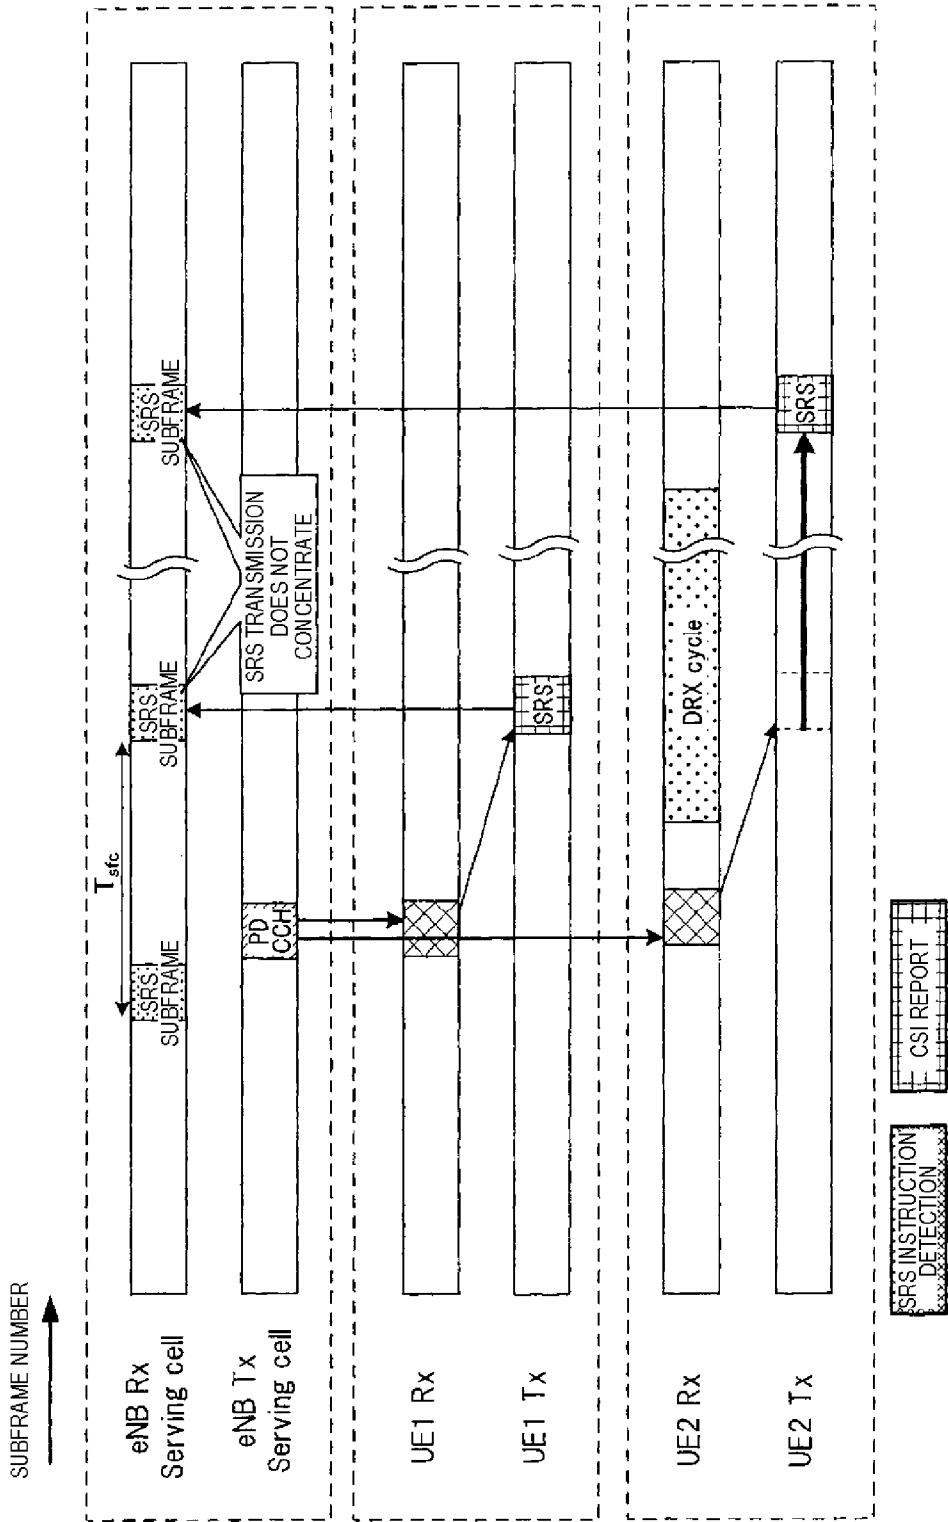 SUBFRAME NUMBER
eNB Rx
Serving cell
SRS
SUBFRAME
Tsfc
SRS
SUBFRAME
SRS
SUBFRAME
eNB Tx
Serving cell
PD
CCH
SRS TRANSMISSION
DOES NOT
CONCENTRATE
UE1 Rx
UE1 Tx
SRS
UE2 Rx
DRX cycle
UE2 Tx
SRS
SRS INSTRUCTION
DETECTION
CSI REPORT